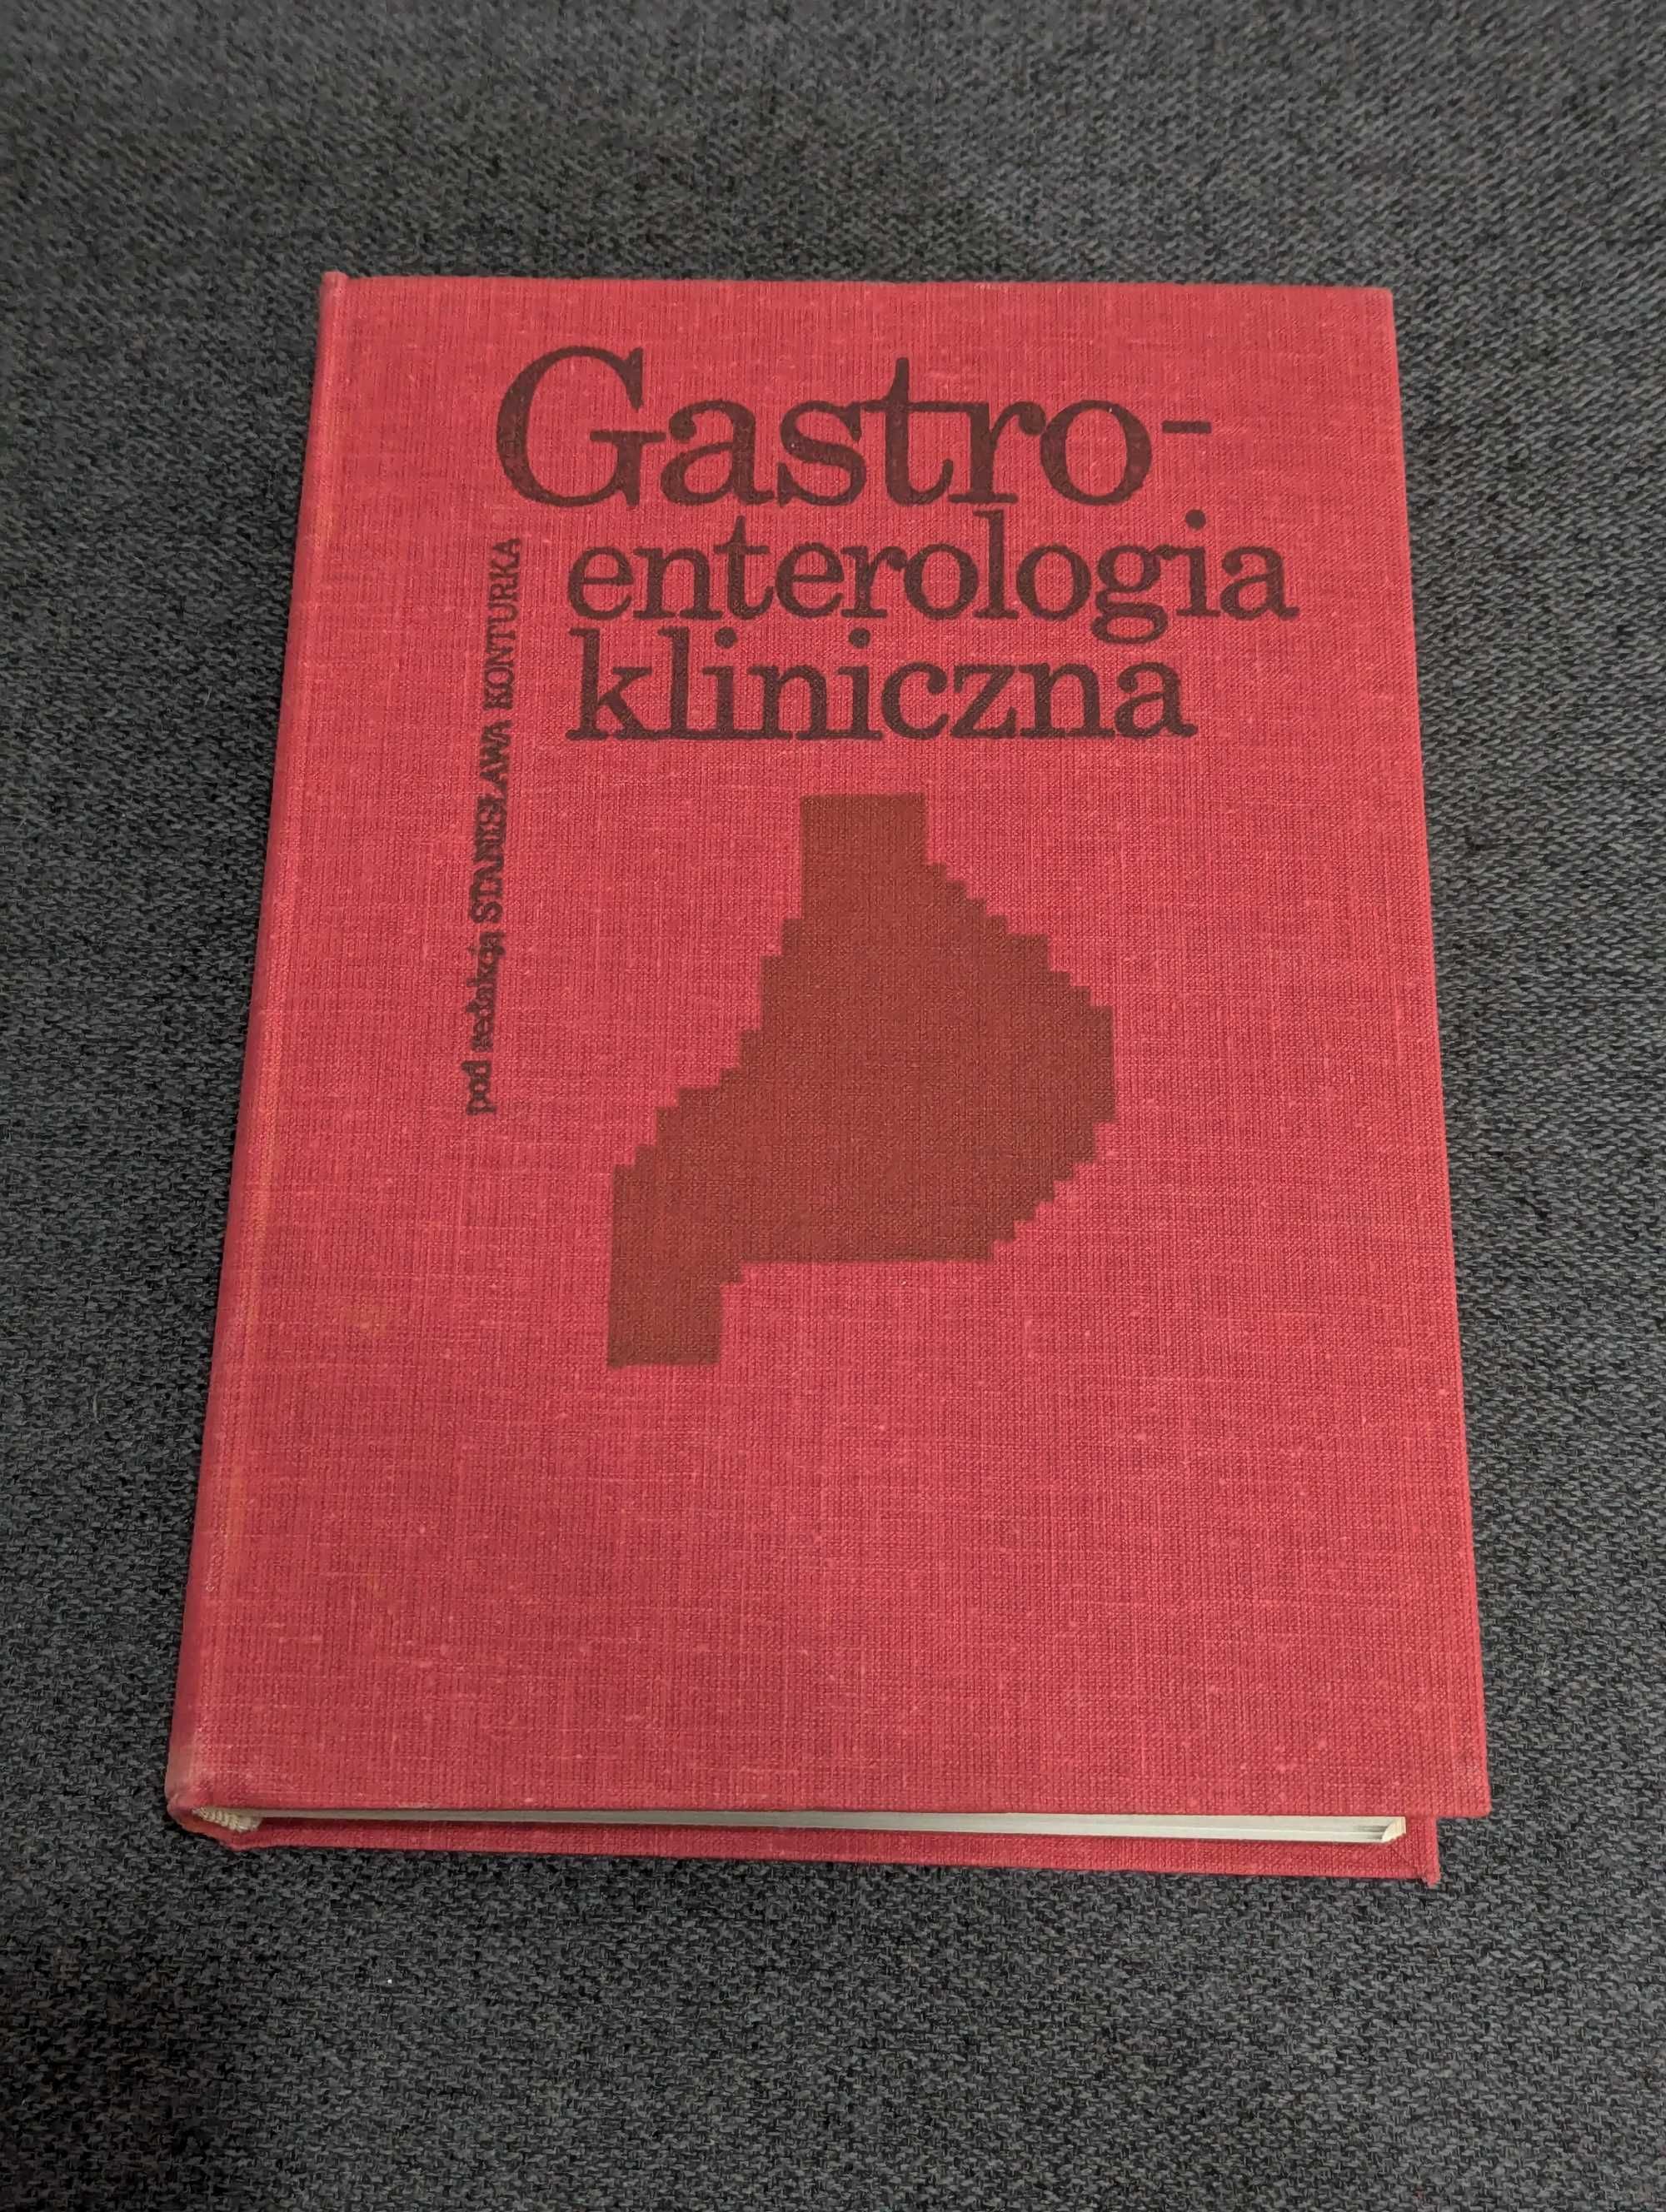 Gastro-
enterologia
kliniczna
pod redakcją STANISŁAWA KONTURKA